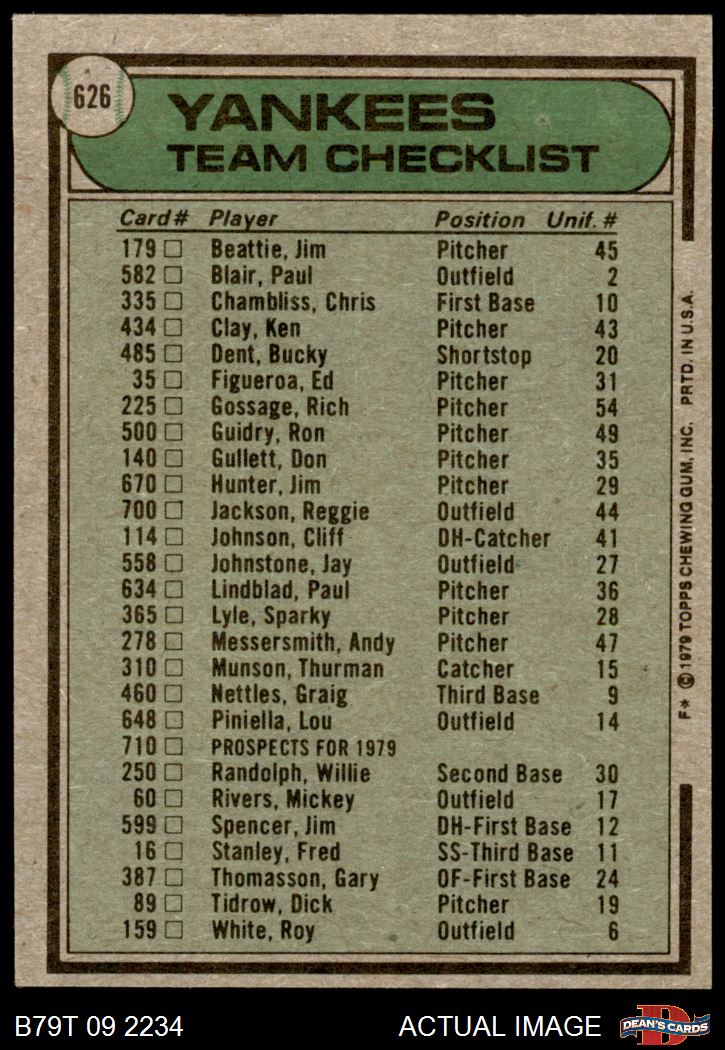 626
YANKEES
TEAM CHECKLIST
Card# Player Position Unif. #
179 Beattie, Jim Pitcher 45
582 Blair, Paul Outfield 2
335 Chambliss, Chris First Base 10
434 Clay, Ken Pitcher 43
485 Dent, Bucky Shortstop 20
35 Figueroa, Ed Pitcher 31
225 Gossage, Rich Pitcher 54
500 Guidry, Ron Pitcher 49
140 Gullett, Don Pitcher 35
670 Hunter, Jim Pitcher 29
700 Jackson, Reggie Outfield 44
114 Johnson, Cliff DH-Catcher 41
558 Johnstone, Jay Outfield 27
634 Lindblad, Paul Pitcher 36
365 Lyle, Sparky Pitcher 28
278 Messersmith, Andy Pitcher 47
310 Munson, Thurman Catcher 15
460 Nettles, Graig Third Base 9
648 Piniella, Lou Outfield 14
710 PROSPECTS FOR 1979
250 Randolph, Willie Second Base 30
60 Rivers, Mickey Outfield 17
599 Spencer, Jim DH-First Base 12
16 Stanley, Fred SS-Third Base 11
387 Thomasson, Gary OF-First Base 24
89 Tidrow, Dick Pitcher 19
159 White, Roy Outfield 6
F* © 1979 TOPPS CHEWING GUM, INC. PRTD. IN U.S.A.
B79T 09 2234 ACTUAL IMAGE D DEAN'S CARDS